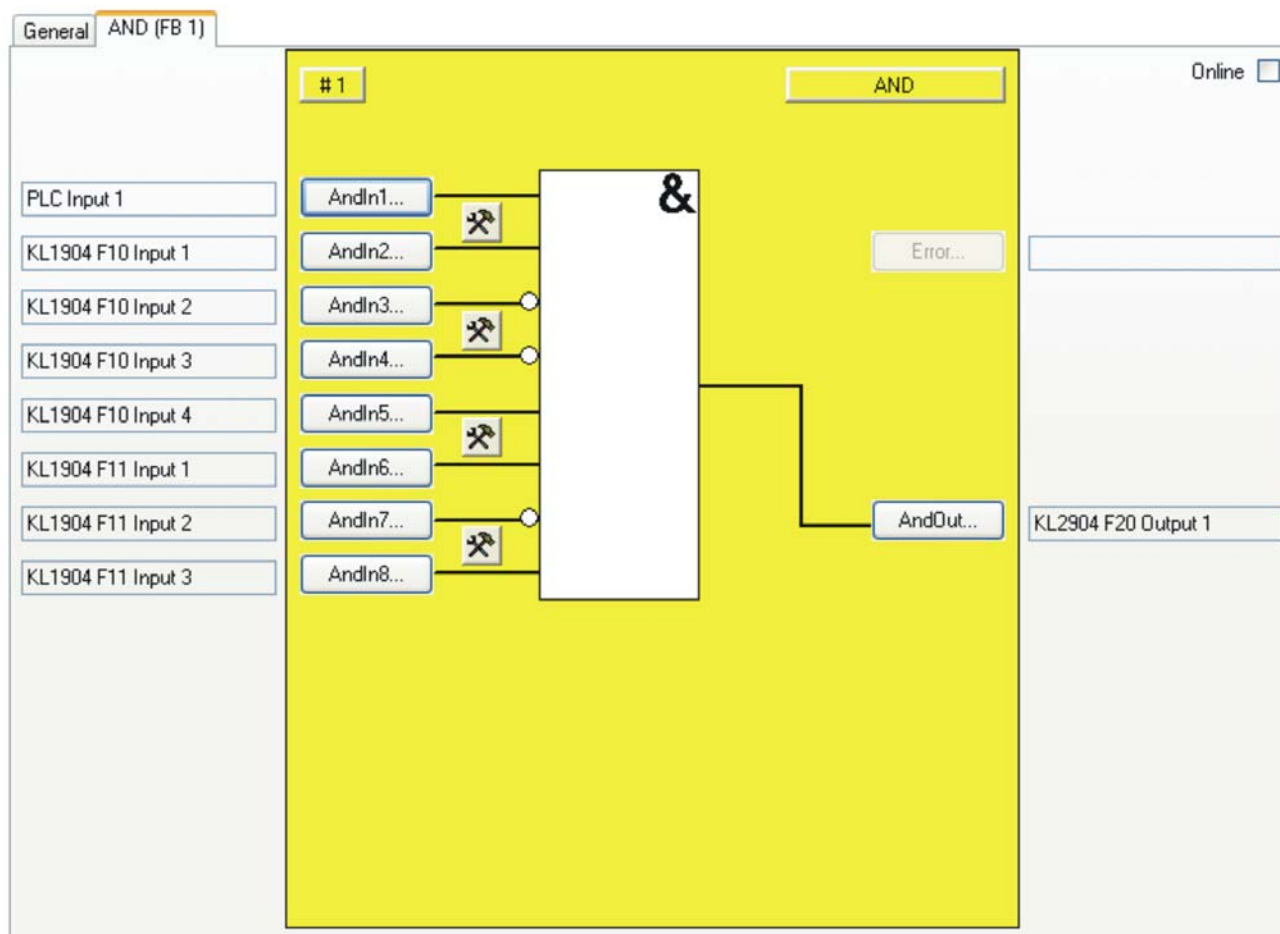 General
AND (FB 1)
# 1
AND
Online
PLC Input 1
AndIn1...
&
KL1904 F10 Input 1
AndIn2...
Error...
KL1904 F10 Input 2
AndIn3...
KL1904 F10 Input 3
AndIn4...
KL1904 F10 Input 4
AndIn5...
KL1904 F11 Input 1
AndIn6...
KL1904 F11 Input 2
AndIn7...
AndOut...
KL2904 F20 Output 1
KL1904 F11 Input 3
AndIn8...